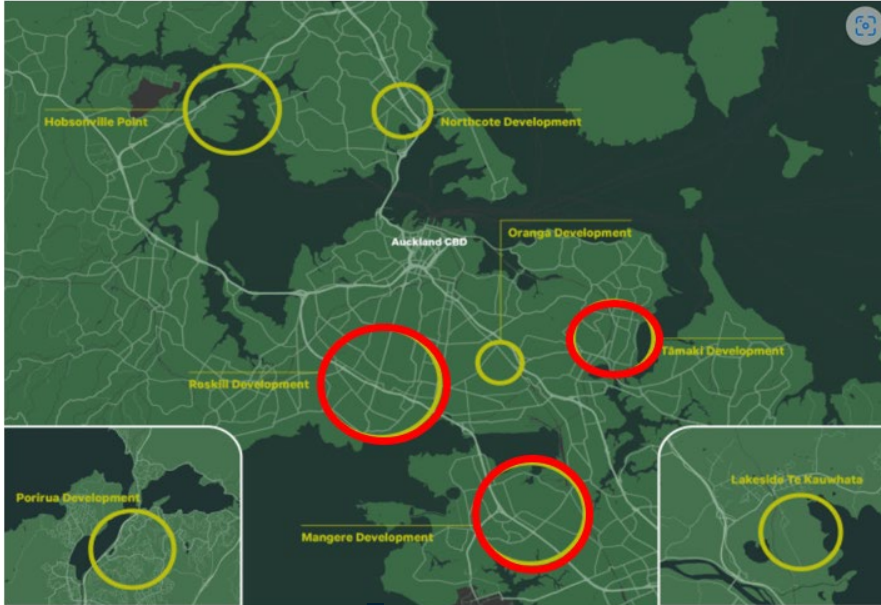 Hobsonville Point
Northcote Development
Auckland CBD
Oranga Development
Tāmaki Development
Roskill Development
Porirua Development
Lakeside Te Kauwhata
Mangere Development